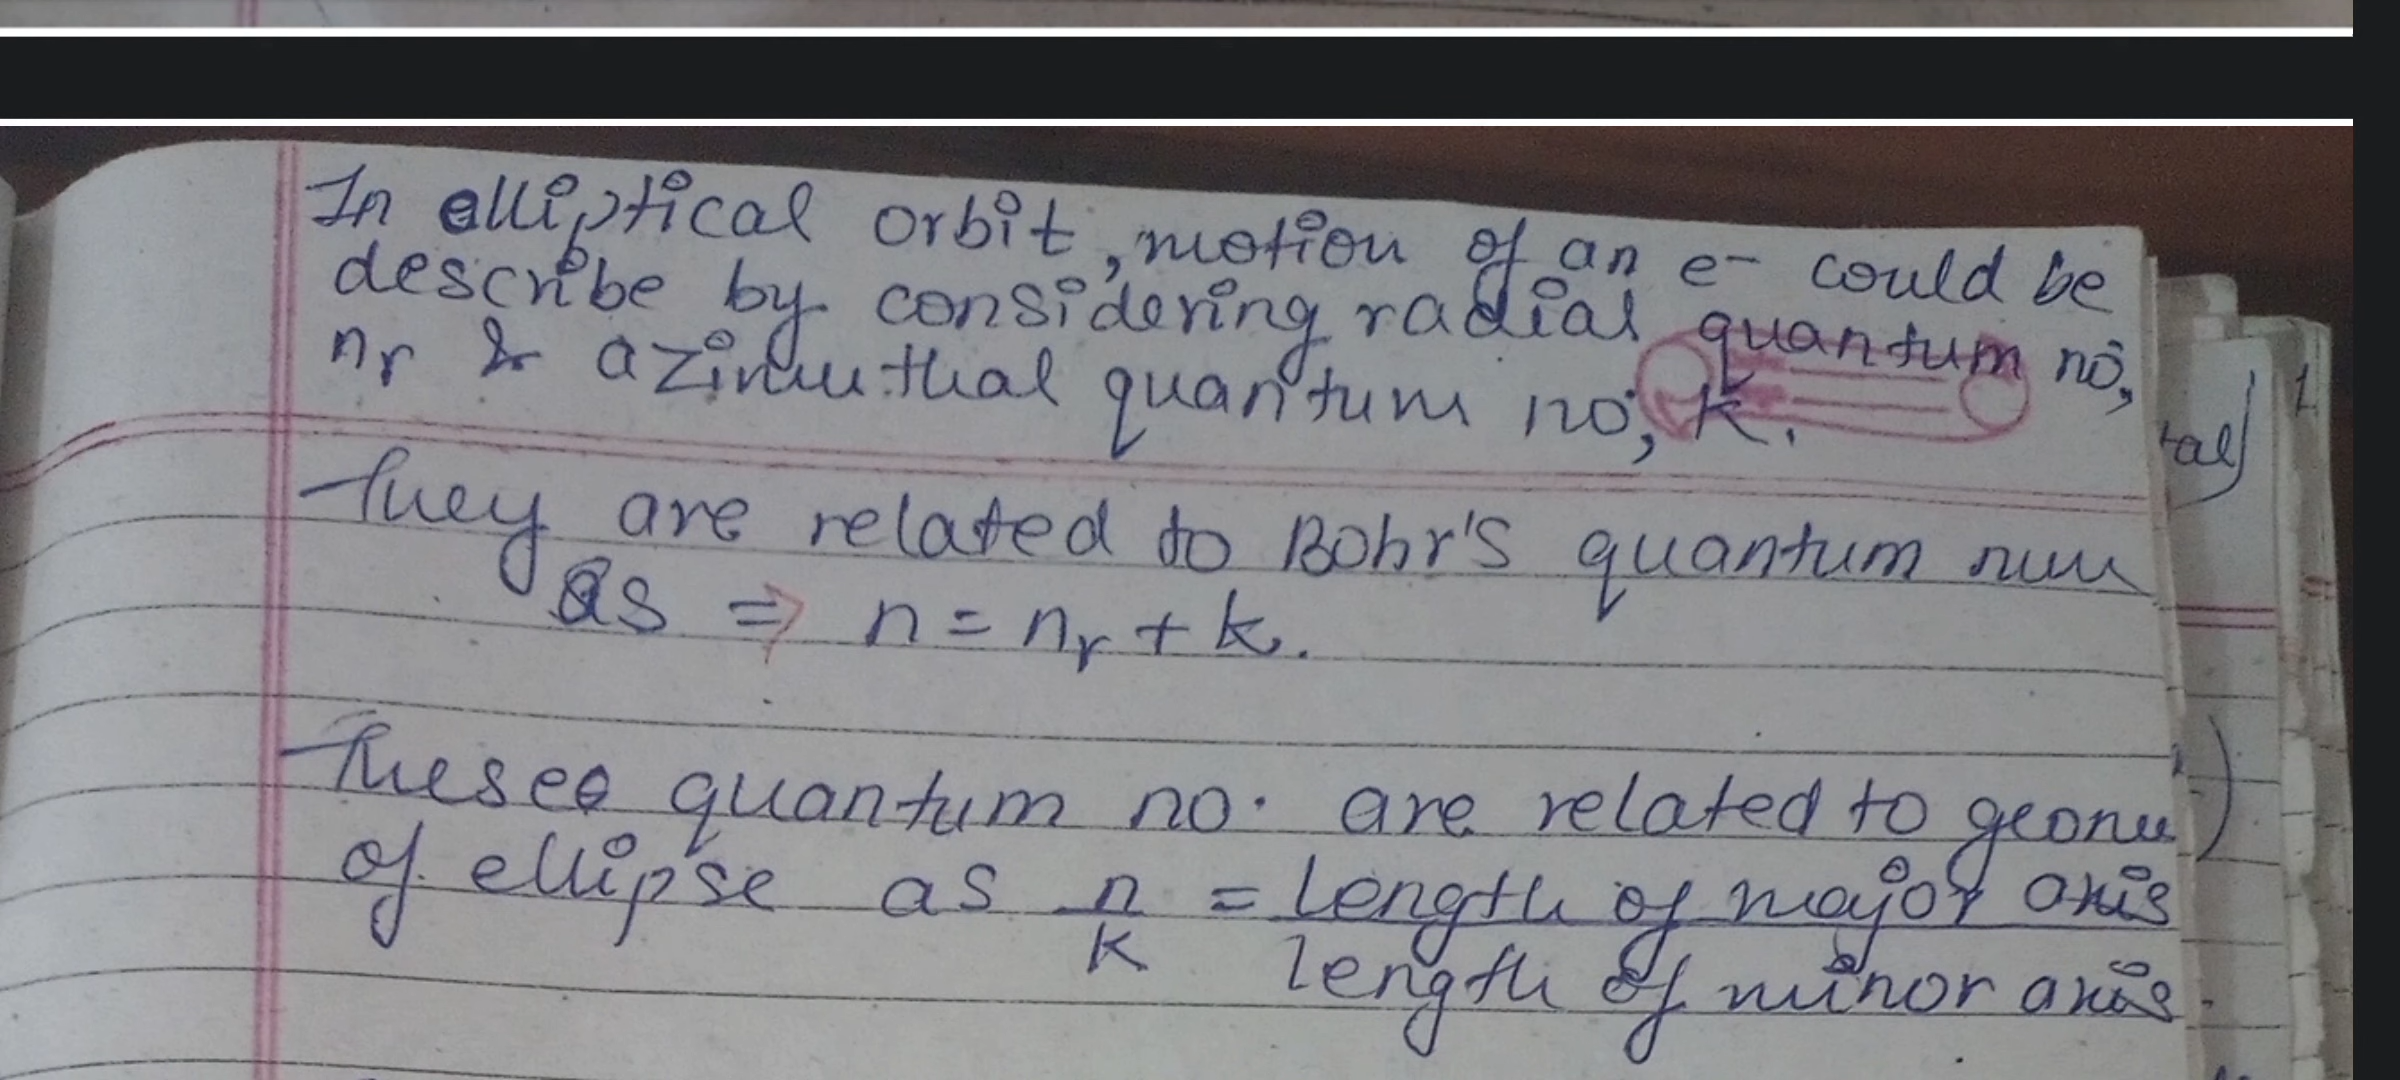 In elliptical orbit, motion of an e- could be
describe by considering radial quantum no,
nr & azimuthal quantum no, k.
They are related to Bohr's quantum num
as ⇒ n = nr + k.
These quantum no. are related to geome
of ellipse as n/k = length of major axis
length of minor axis.
tal)